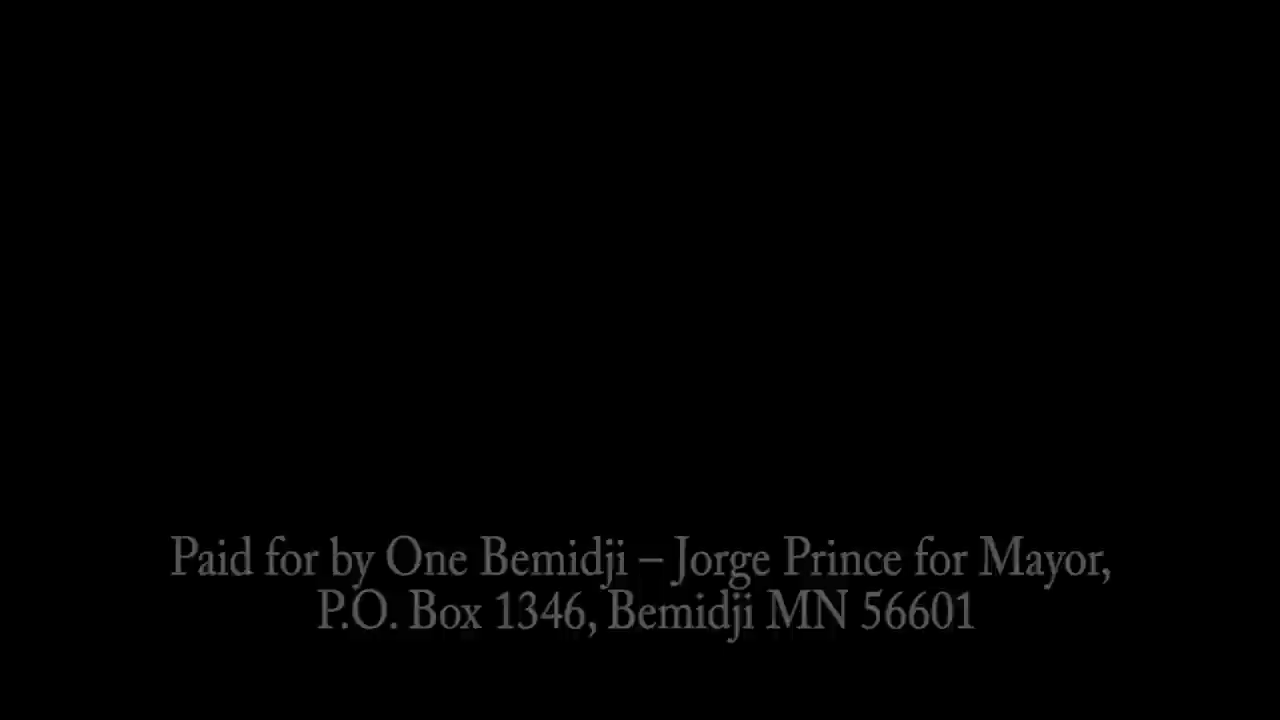 Paid for by One Bemidji – Jorge Prince for Mayor,
P.O. Box 1346, Bemidji MN 56601